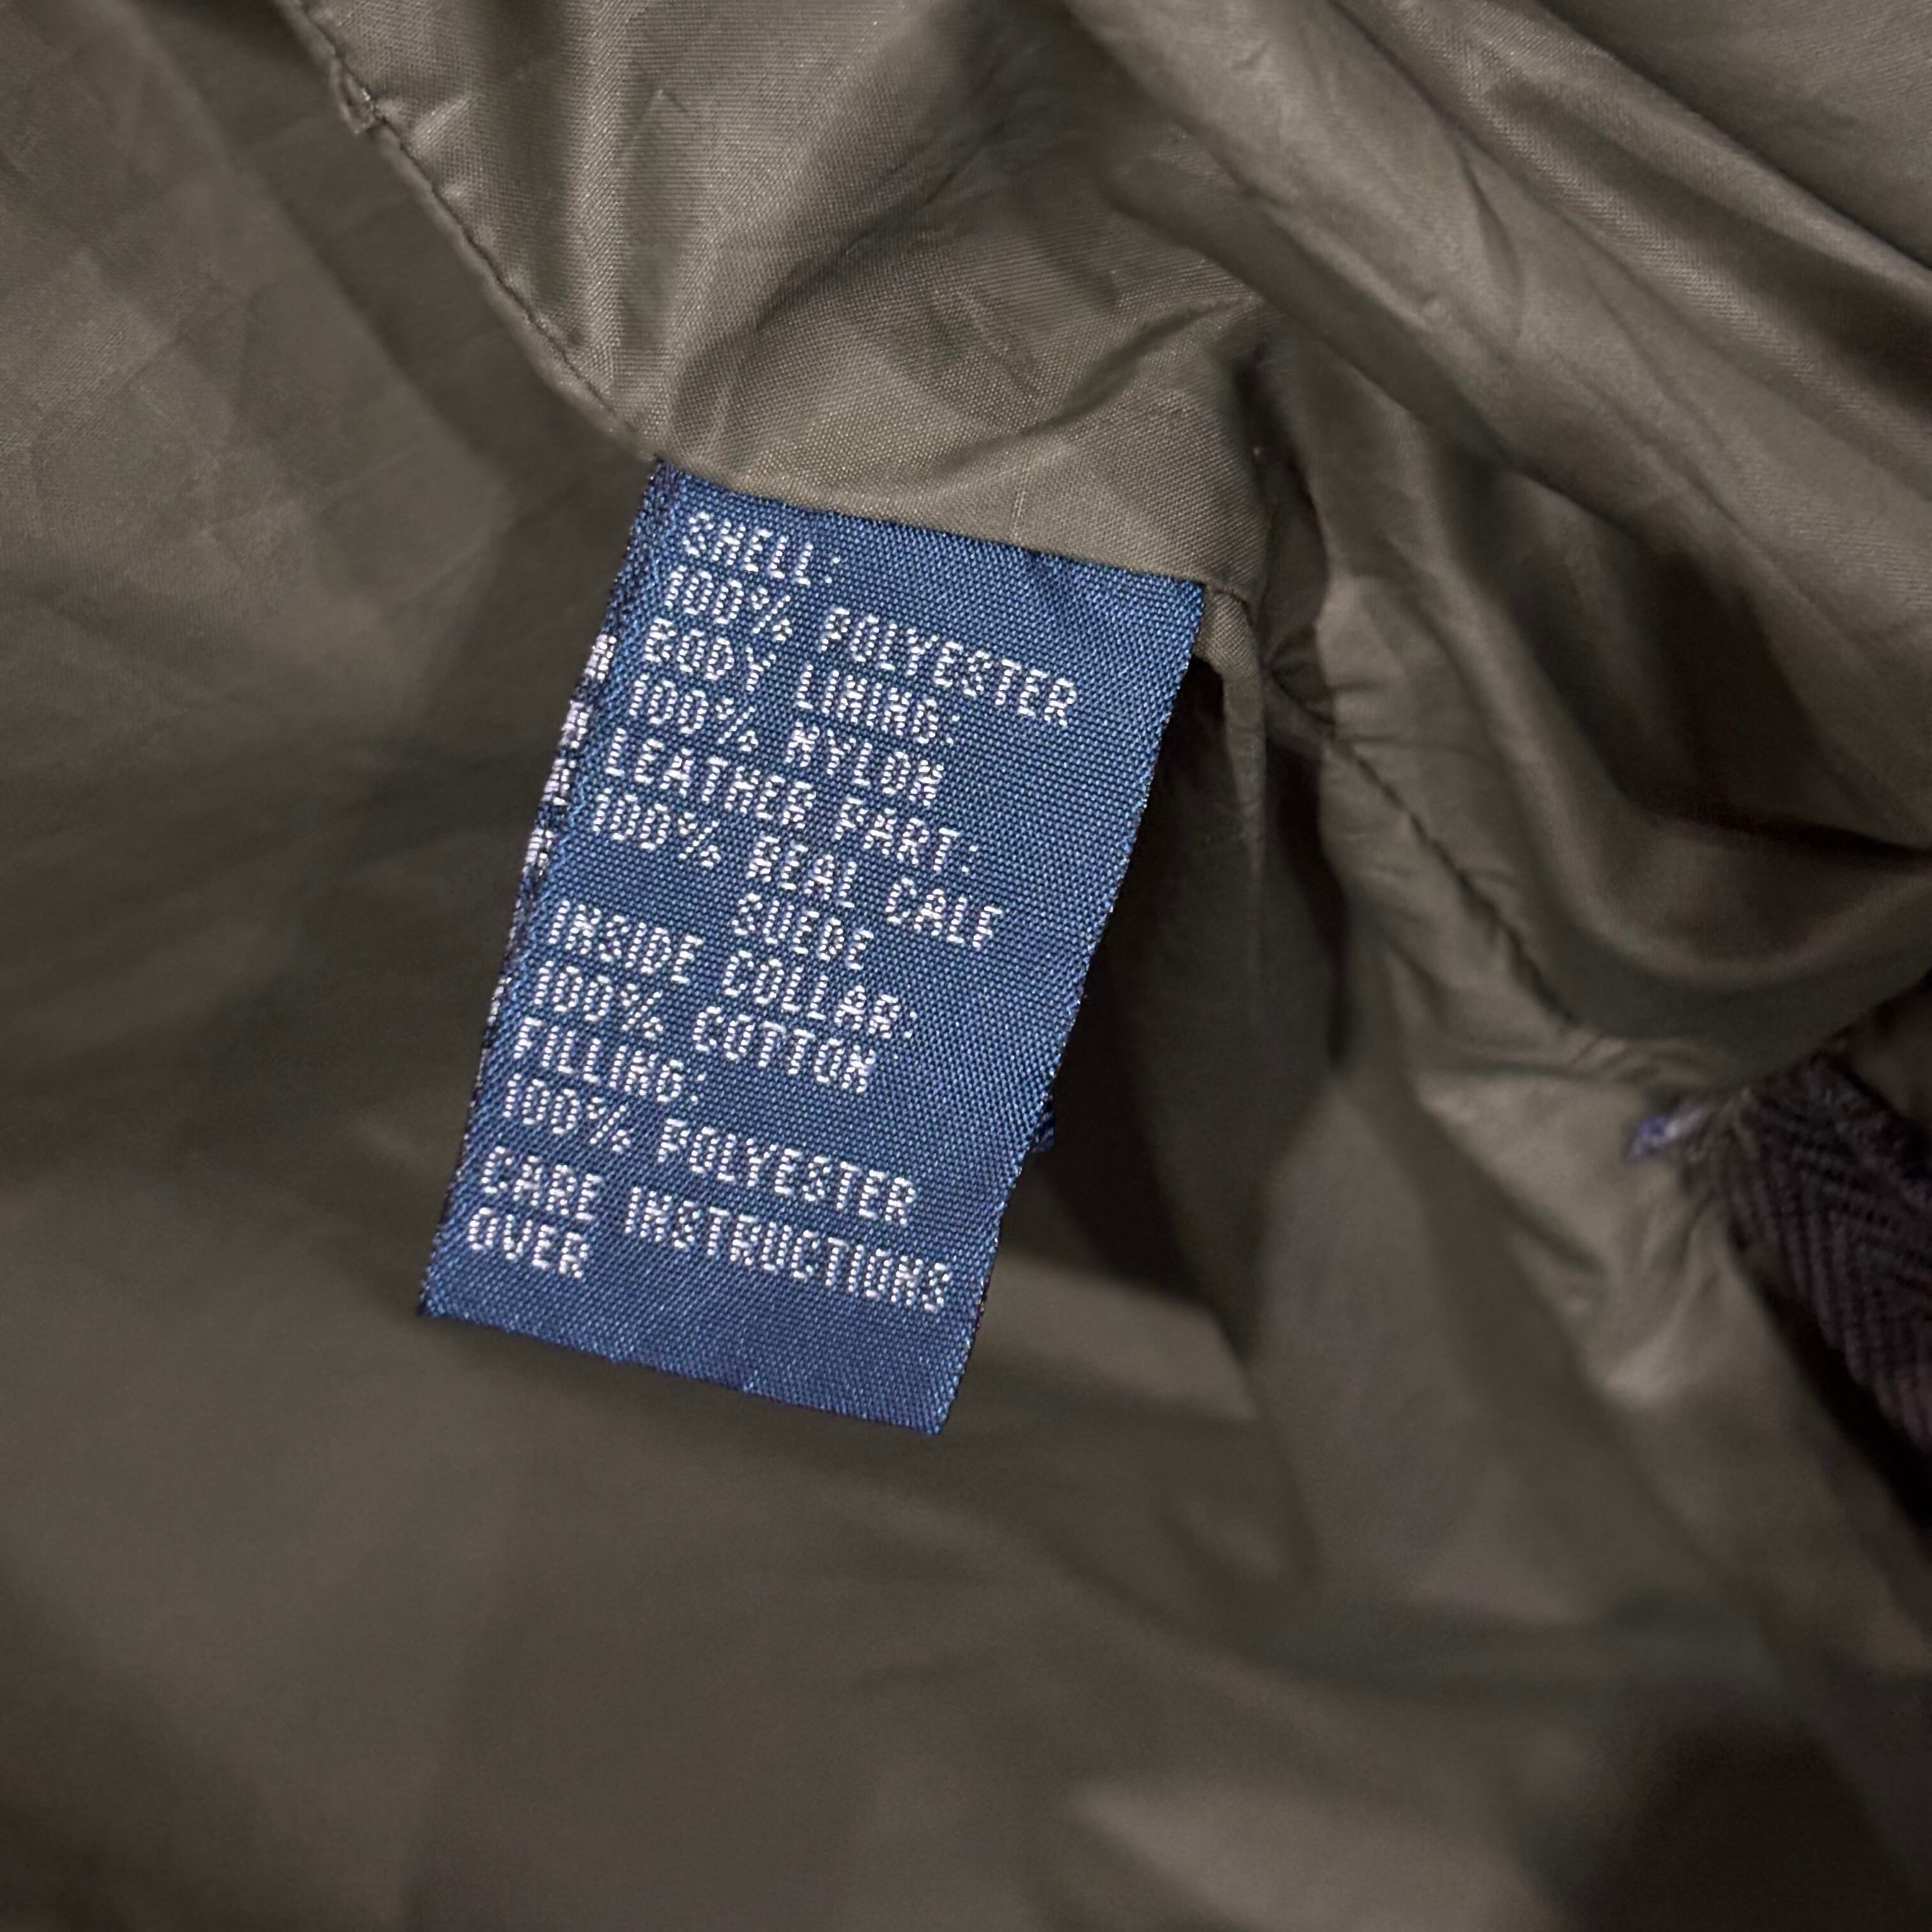 SHELL:
100% POLYESTER
BODY LINING:
100% NYLON
LEATHER PART:
100% REAL CALF
SUEDE
INSIDE COLLAR:
100% COTTON
FILLING:
100% POLYESTER
CARE INSTRUCTIONS
OVER